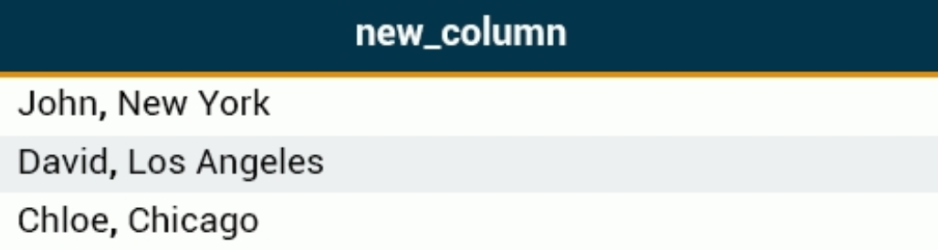 new_column
John, New York
David, Los Angeles
Chloe, Chicago